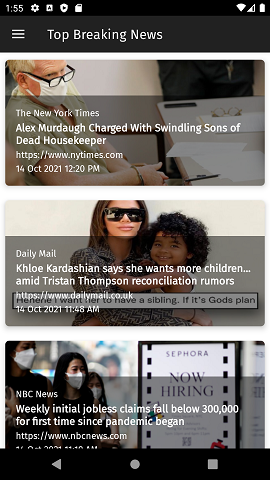 1:55
Top Breaking News
The New York Times
Alex Murdaugh Charged With Swindling Sons of
Dead Housekeeper
https://www.nytimes.com
14 Oct 2021 12:20 PM
Daily Mail
Khloe Kardashian says she wants more children...
amid Tristan Thompson reconciliation rumors
https://www.dailymail.co.uk
to have a sibling. If it's Gods plan
14 Oct 2021 11:48 AM
SEPHORA
NOW
HIRING
NBC News
Weekly initial jobless claims fall below 300,000
for first time since pandemic began
https://www.nbcnews.com
14 Oct 2021